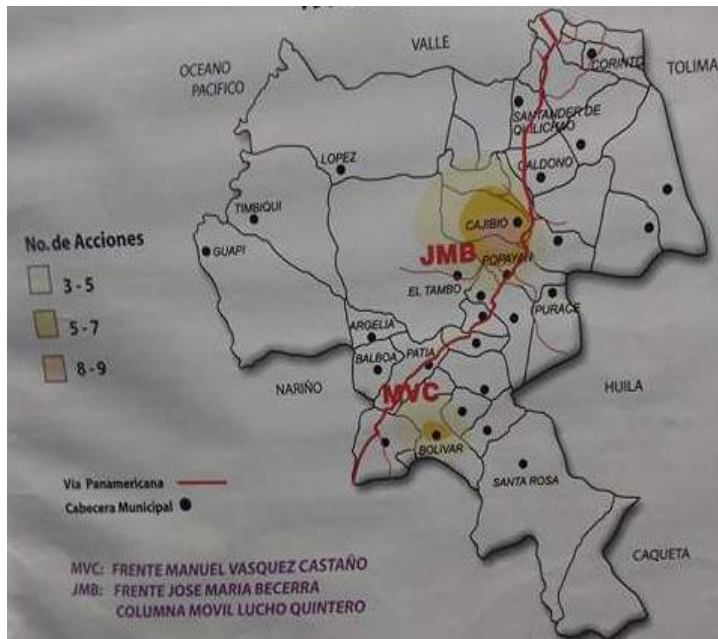 VALLE
OCEANO
PACIFICO
TOLIMA
CORINTO
SANTANDER DE
QUILICHAO
CALDONO
LOPEZ
TIMBIQUI
CAJIBIO
GUAPI
JMB
POPAYAN
EL TAMBO
PURACE
No. de Acciones
3 - 5
5 - 7
8 - 9
ARGELIA
BALBOA
PATIA
NARIÑO
MVC
HUILA
BOLIVAR
SANTA ROSA
Via Panamericana
Cabecera Municipal
CAQUETA
MVC: FRENTE MANUEL VASQUEZ CASTAÑO
JMB: FRENTE JOSE MARIA BECERRA
COLUMNA MOVIL LUCHO QUINTERO